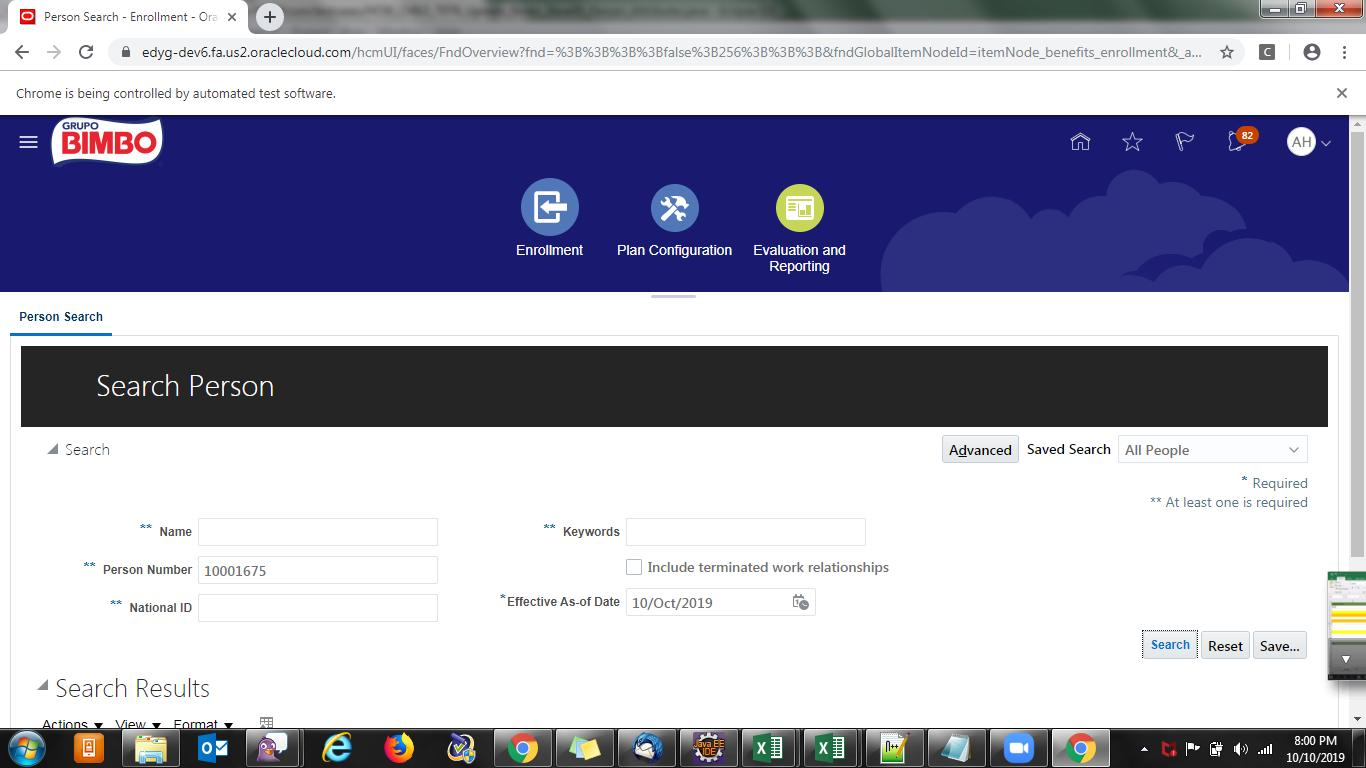 Person Search - Enrollment - Ora
edyg-dev6.fa.us2.oraclecloud.com/hcmUI/faces/FndOverview?fnd=%3B%3B%3B%3Bfalse%3B256%3B%3B%3B&fndGlobalItemNodeId=itemNode_benefits_enrollment&_a...
C
Chrome is being controlled by automated test software.
GRUPO
BIMBO
82
AH
Enrollment
Plan Configuration
Evaluation and
Reporting
Person Search
Search Person
Search
Advanced
Saved Search
All People
* Required
** At least one is required
** Name
** Keywords
** Person Number 10001675
Include terminated work relationships
** National ID
*Effective As-of Date 10/Oct/2019
Search
Reset
Save...
Search Results
Actions
View
Format
Java EE
IDE
8:00 PM
10/10/2019